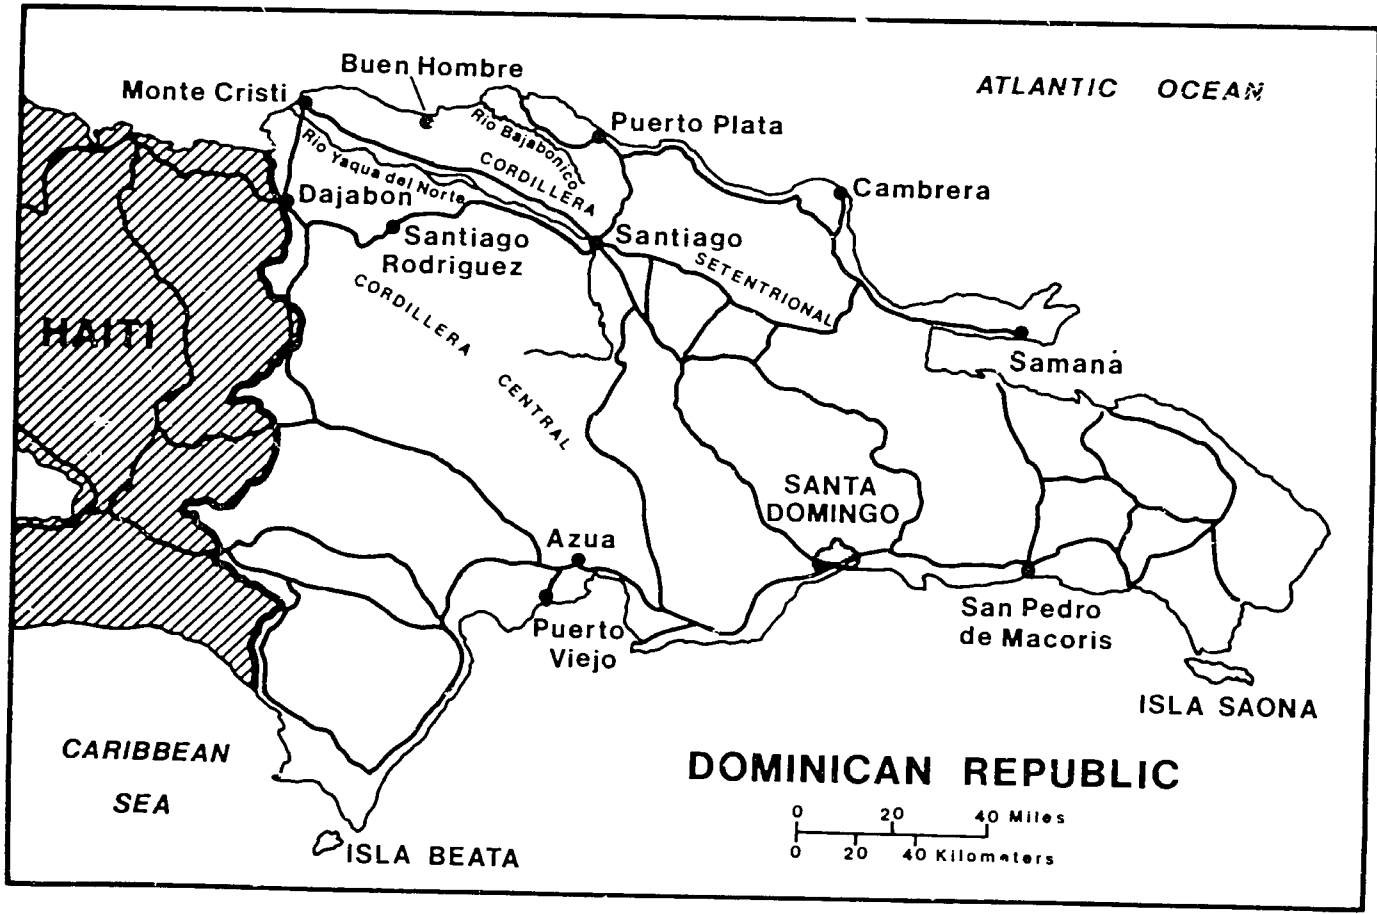 Buen Hombre
ATLANTIC OCEAN
Monte Cristi
Puerto Plata
Rio Bajabonico
Rio Yaqua del Norte
CORDILLERA
Cambrera
Dajabon
Santiago
Rodriguez
Santiago
SETENTRIONAL
CORDILLERA
CENTRAL
HAITI
Samaná
SANTA
DOMINGO
Azua
Puerto
Viejo
San Pedro
de Macoris
ISLA SAONA
CARIBBEAN
SEA
DOMINICAN REPUBLIC
0 20 40 Miles
0 20 40 Kilometers
ISLA BEATA